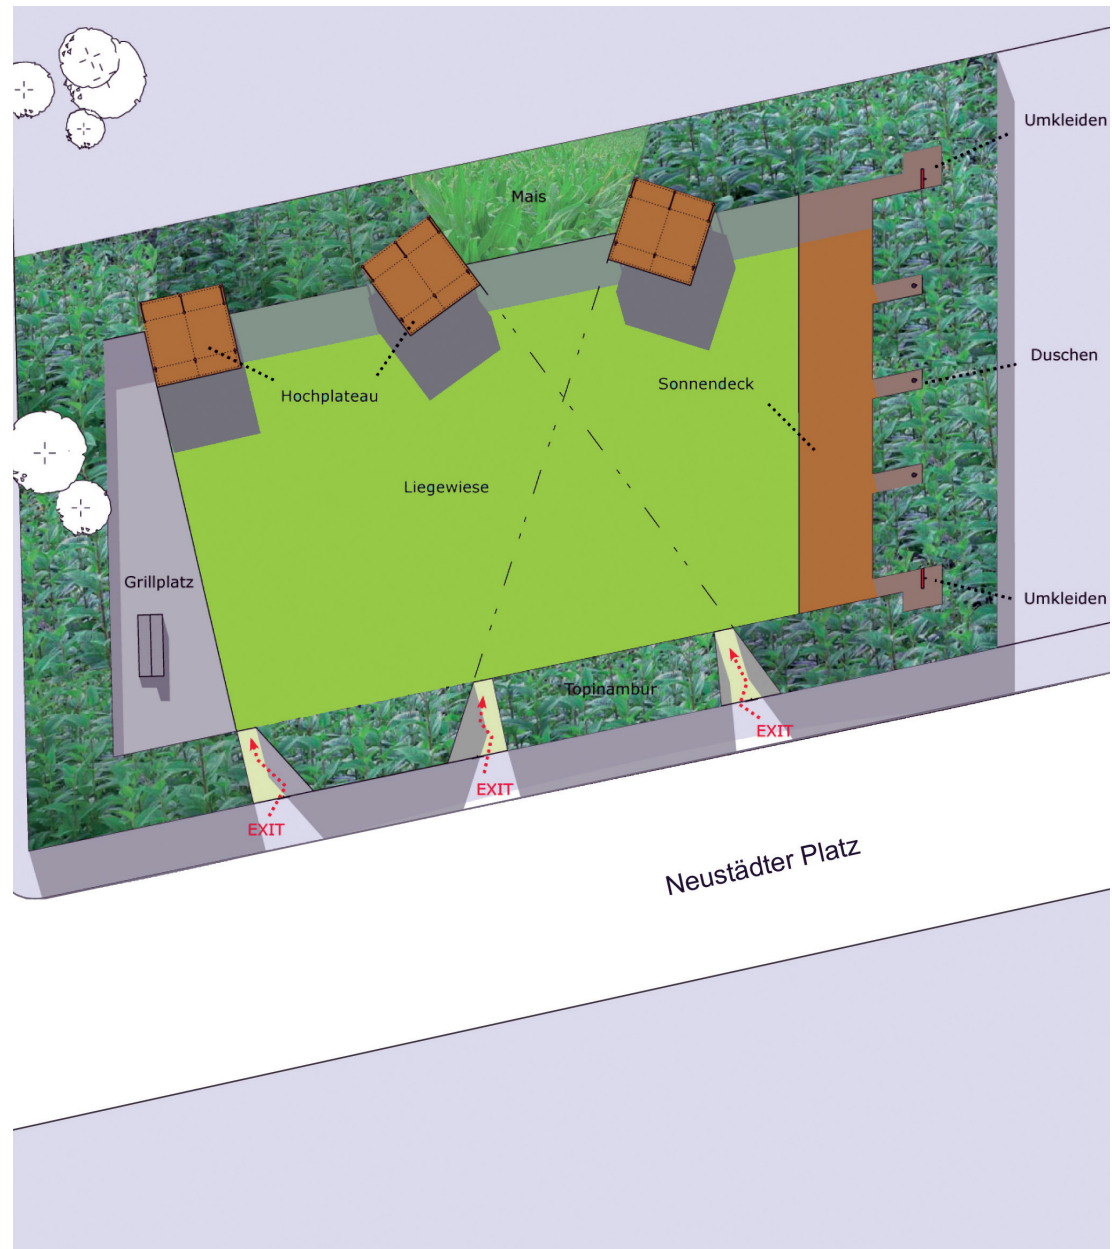 Umkleiden
Mais
Duschen
Sonnendeck
Hochplateau
Liegewiese
Grillplatz
Umkleiden
Topinambur
EXIT
EXIT
EXIT
Neustädter Platz